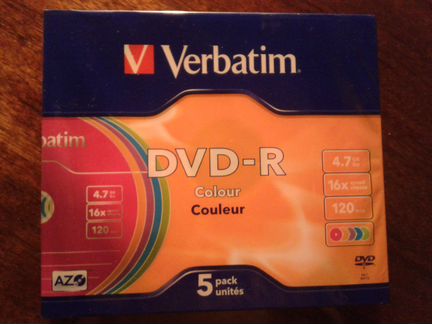 Verbatim
batim
DVD-R
Colour
Couleur
4.7
16x
120
4.7
16x
120
AZO
5 pack
unités
DVD